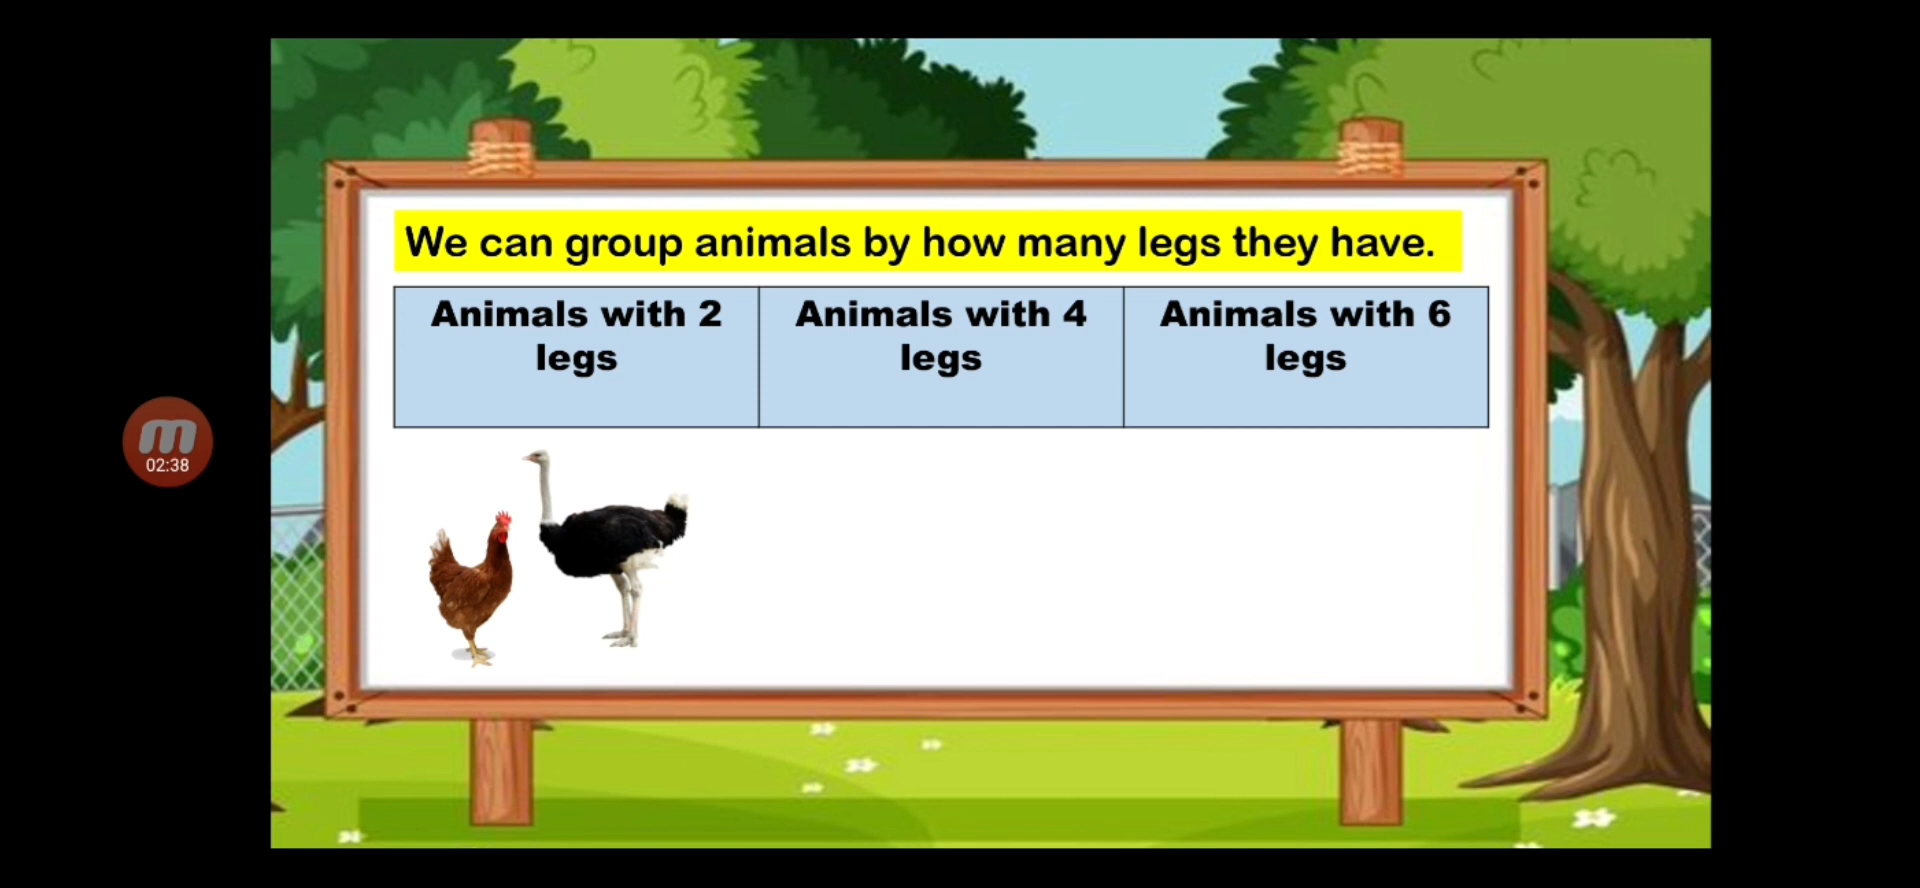 We can group animals by how many legs they have.
Animals with 2
legs
Animals with 4
legs
Animals with 6
legs
m
02:38